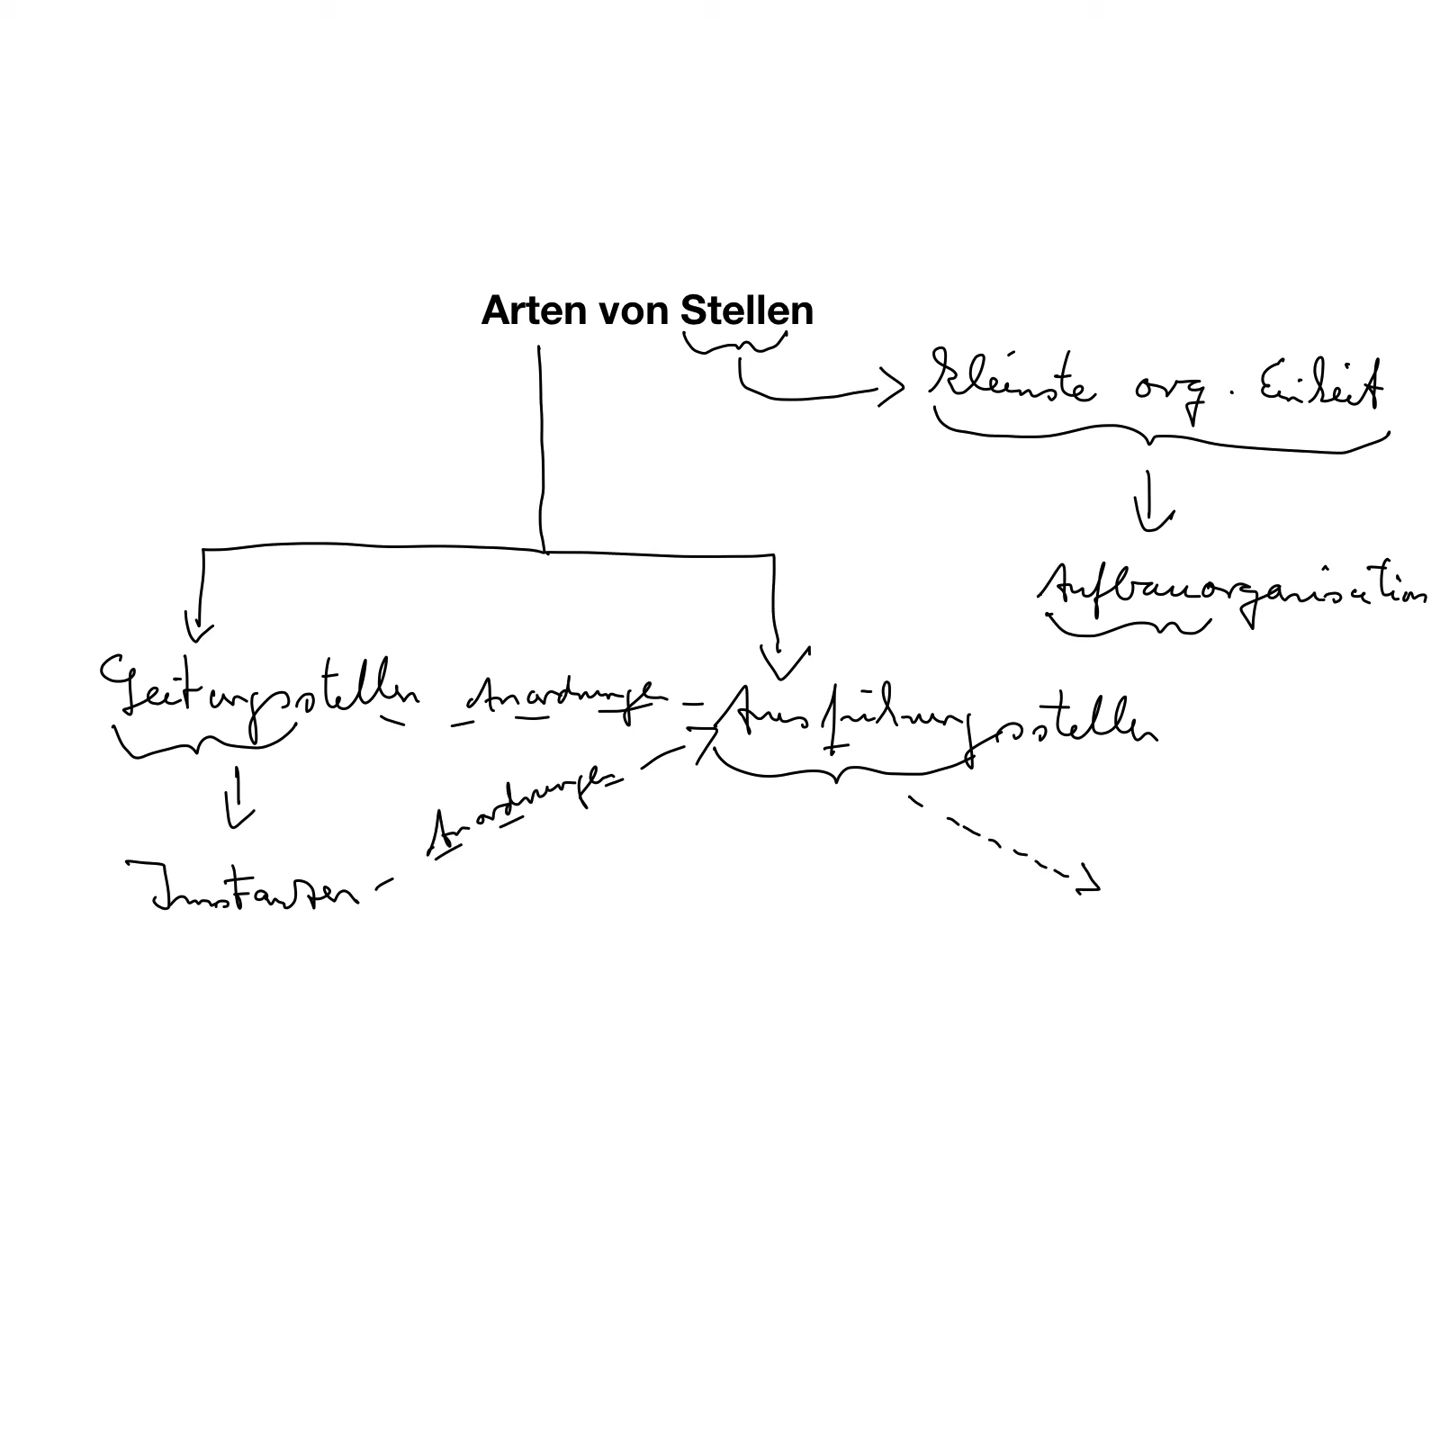 Arten von Stellen
kleinste org. Einheit
Aufbauorganisation
Leitungsstellen Anordnungen Ausführungsstellen
Anordnungen
Instanzen